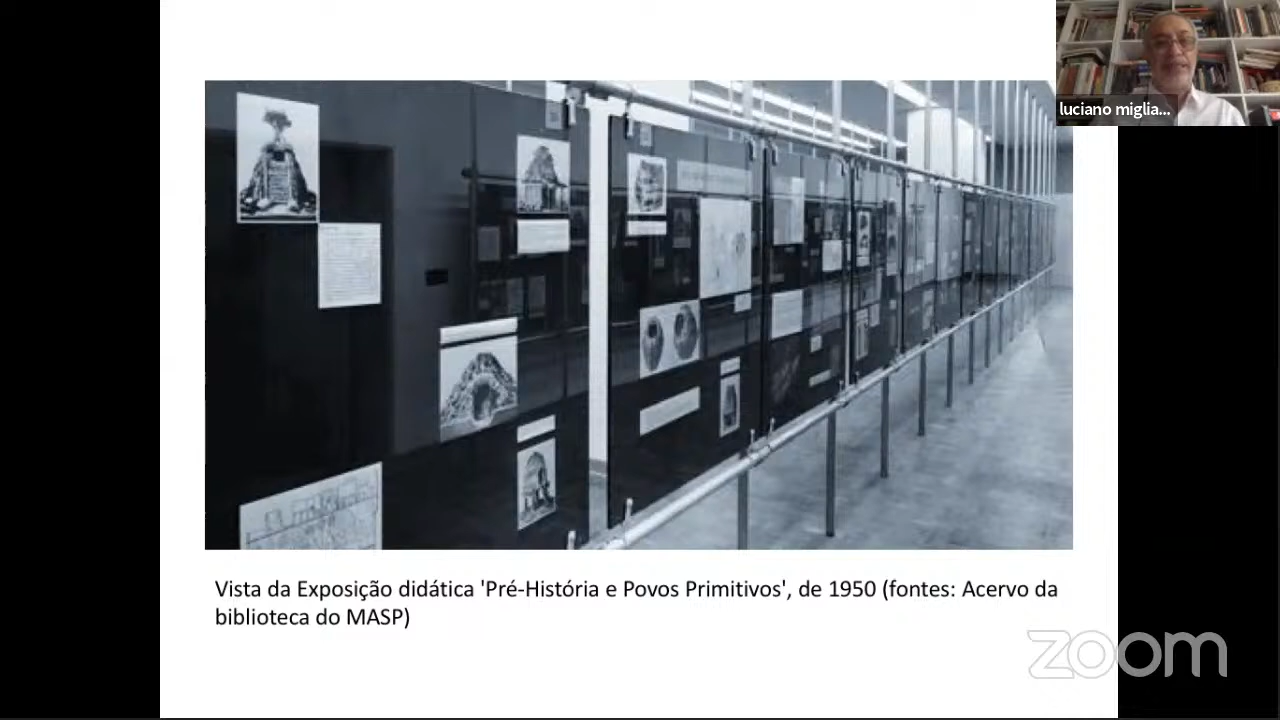 luciano miglia...
Vista da Exposição didática 'Pré-História e Povos Primitivos', de 1950 (fontes: Acervo da
biblioteca do MASP)
zoom